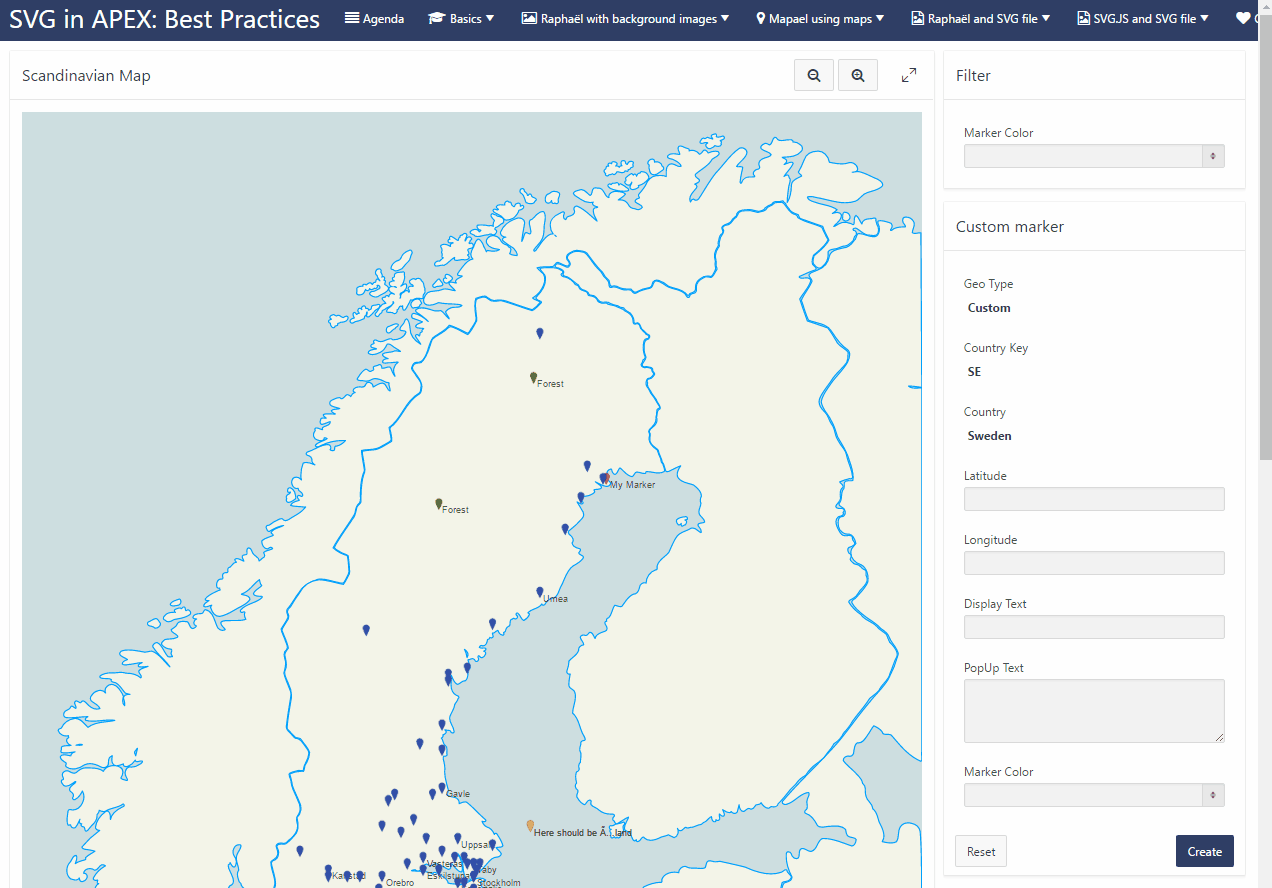 SVG in APEX: Best Practices
Agenda
Basics
Raphaël with background images
Mapael using maps
Raphaël and SVG file
SVGJS and SVG file
Scandinavian Map
Forest
My Marker
Forest
Umea
Gavle
Here should be Ã...land
Uppsal
Vasteras
Karlstad
Orebro
Eskilstuna
Stockholm
Filter
Marker Color
Custom marker
Geo Type
Custom
Country Key
SE
Country
Sweden
Latitude
Longitude
Display Text
PopUp Text
Marker Color
Reset
Create